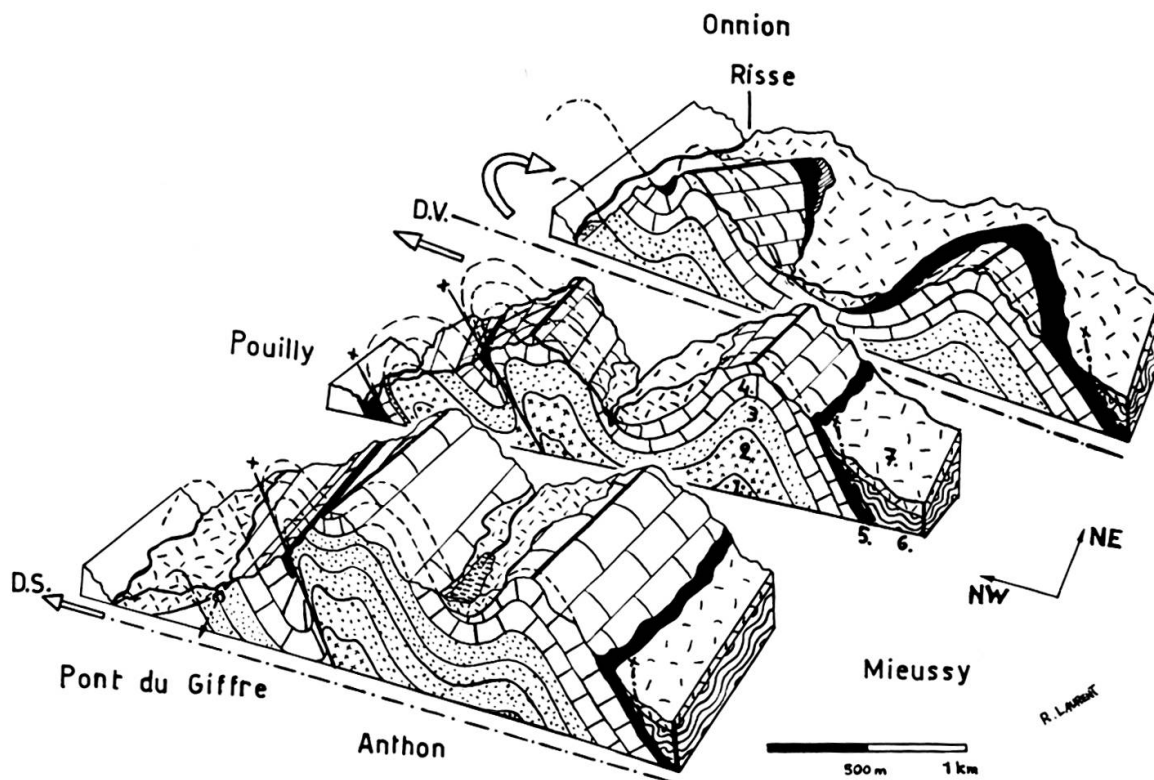 Onnion
Risse
D.V.
Pouilly
4.
3.
2.
1.
7.
5. 6.
NE
NW
D.S.
Pont du Giffre
Mieussy
Anthon
R. LAURENT
500 m 1 km